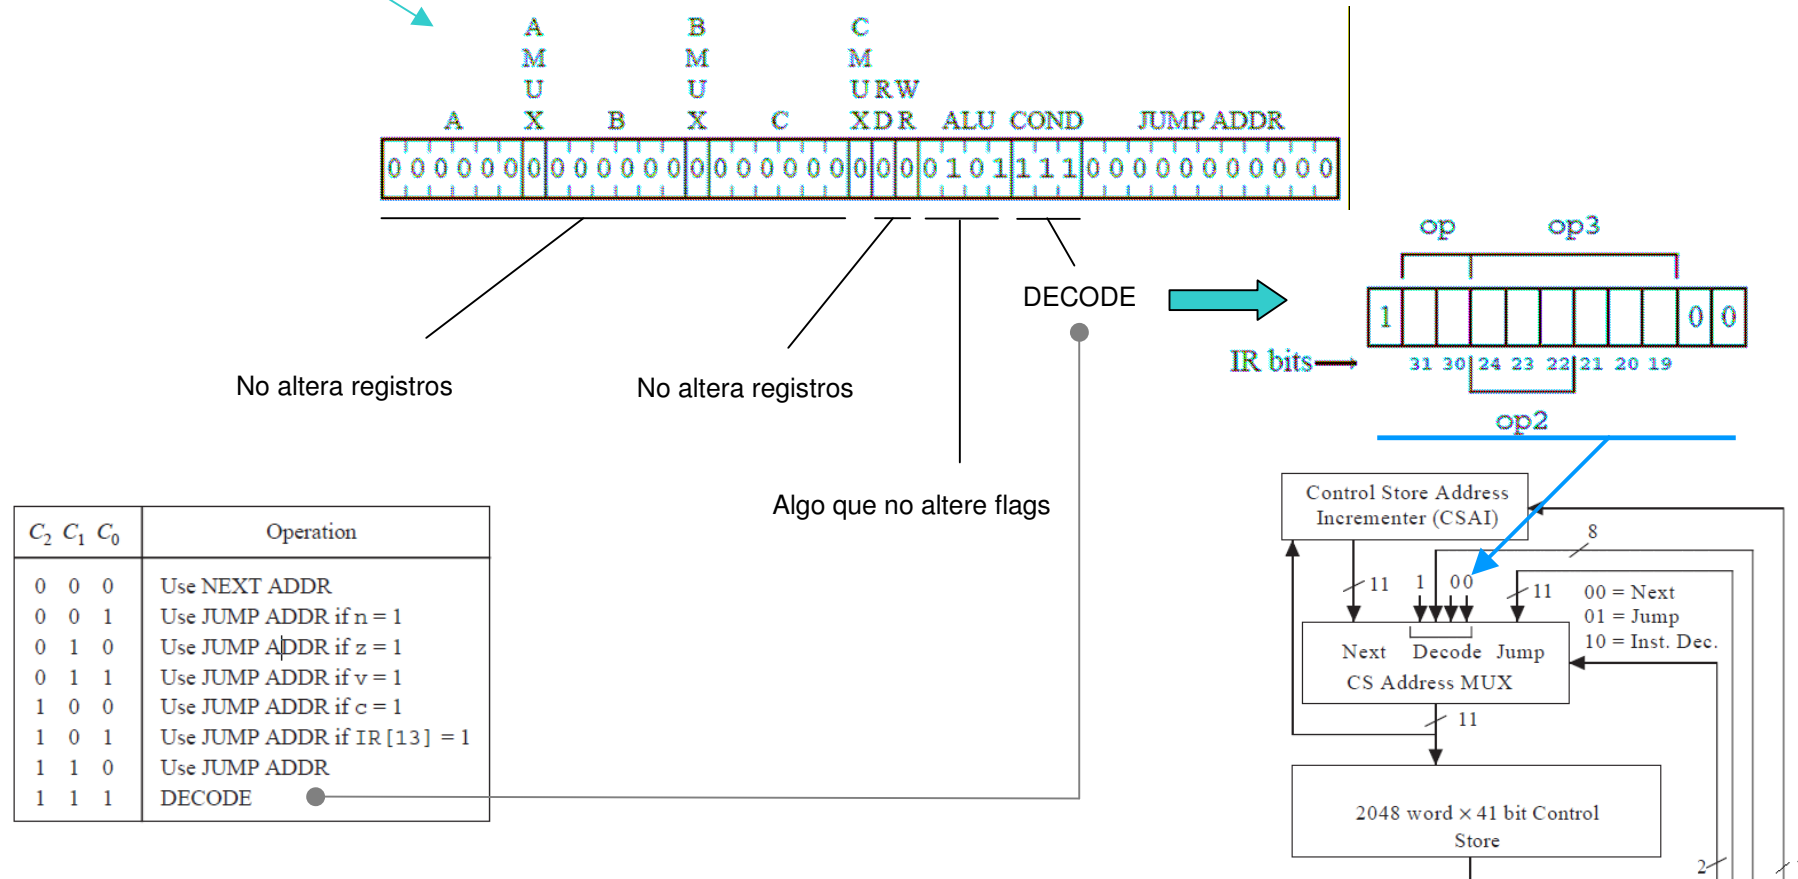 A B C
M M M
U U U R W
A X B X C X D R ALU COND JUMP ADDR
0 0 0 0 0 0 0 0 0 0 0 0 0 0 0 0 0 0 0 0 0 0 0 0 1 0 1 1 1 1 0 0 0 0 0 0 0 0 0 0 0
op op3
DECODE
1 0 0
IR bits 31 30 24 23 22 21 20 19
op2
No altera registros No altera registros
Algo que no altere flags
C2 C1 C0 Operation
0 0 0 Use NEXT ADDR
0 0 1 Use JUMP ADDR if n = 1
0 1 0 Use JUMP ADDR if z = 1
0 1 1 Use JUMP ADDR if v = 1
1 0 0 Use JUMP ADDR if c = 1
1 0 1 Use JUMP ADDR if IR[13] = 1
1 1 0 Use JUMP ADDR
1 1 1 DECODE
Control Store Address
Incrementer (CSAI)
8
11 1 00 11
00 = Next
01 = Jump
10 = Inst. Dec.
Next Decode Jump
CS Address MUX
11
2048 word × 41 bit Control
Store
2